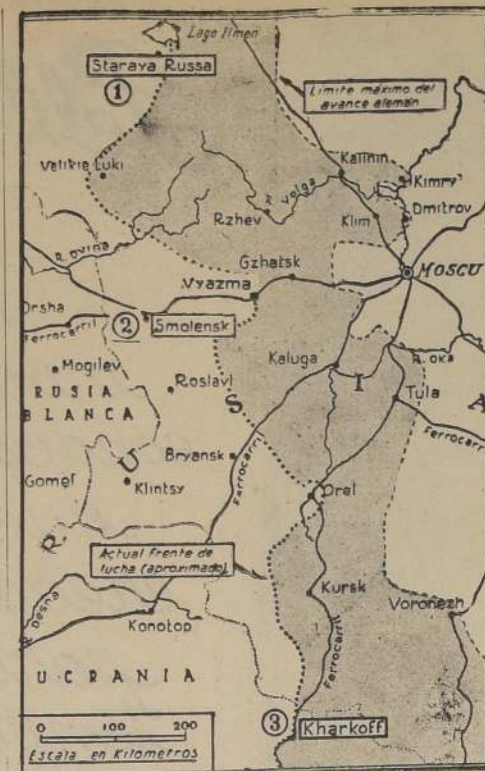 Lago Ilmen
Staraya Russa
1
Límite máximo del
avance alemán
Velikie Luki
Kalinin
Kimry
R. Volga
Rzhev
Klim
Dmitrov
R. Dvina
Gzhatsk
MOSCU
Vyazma
Orsha
Ferrocarril
2
Smolensk
Kaluga
R. Oka
Mogilev
Roslavl
S
I
A
RUSIA
BLANCA
Tula
Ferrocarril
Bryansk
Ferrocarril
U
Gomel
Klintsy
R
Orel
Actual frente de
lucha (aproximado)
Kursk
Voronezh
R. Desna
Konotop
Ferrocarril
UCRANIA
3
Kharkoff
0 100 200
Escala en Kilómetros